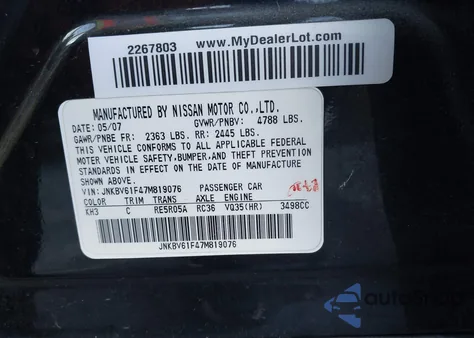 2267803 www.MyDealerLot.com
MANUFACTURED BY NISSAN MOTOR CO.,LTD.
DATE: 05/07 GVWR/PNBV: 4788 LBS.
GAWR/PNBE FR: 2363 LBS. RR: 2445 LBS.
THIS VEHICLE CONFORMS TO ALL APPLICABLE FEDERAL
MOTOR VEHICLE SAFETY,BUMPER,AND THEFT PREVENTION
STANDARDS IN EFFECT ON THE DATE OF MANUFACTURE
SHOWN ABOVE.
VIN: JNKBV61F47M819076 PASSENGER CAR
COLOR TRIM TRANS AXLE ENGINE
KH3 C RE5R05A RC36 VQ35(HR) 3498CC
JNKBV61F47M819076